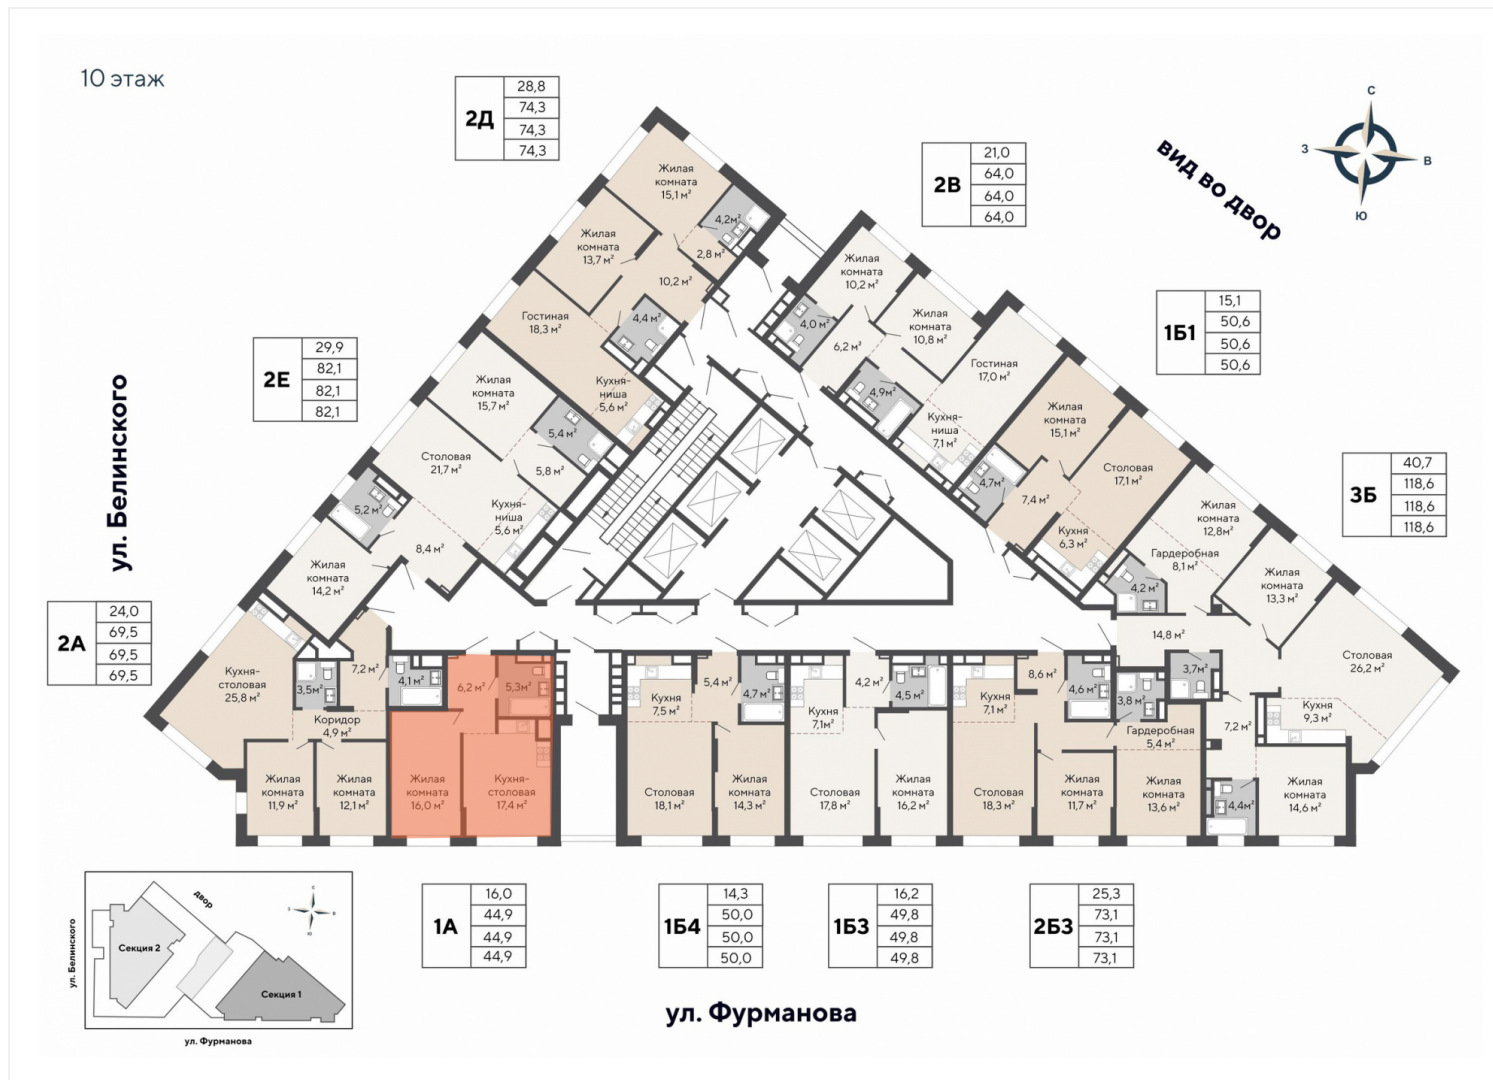 10 этаж
2Д
28,8
74,3
74,3
74,3
2В
21,0
64,0
64,0
64,0
вид во двор
С
З
В
Ю
1Б1
15,1
50,6
50,6
50,6
2Е
29,9
82,1
82,1
82,1
3Б
40,7
118,6
118,6
118,6
2А
24,0
69,5
69,5
69,5
ул. Белинского
Жилая
комната
15,1 м²
4,2м²
2,8 м²
Жилая
комната
13,7 м²
10,2 м²
Гостиная
18,3 м²
4,4 м²
Кухня-
ниша
5,6 м²
Жилая
комната
15,7 м²
5,4 м²
5,8 м²
Столовая
21,7 м²
Кухня-
ниша
5,6 м²
5,2 м²
8,4 м²
Жилая
комната
14,2 м²
Жилая
комната
10,2 м²
4,0 м²
6,2 м²
Жилая
комната
10,8 м²
4,9м²
Гостиная
17,0 м²
Кухня-
ниша
7,1 м²
Жилая
комната
15,1 м²
4,7м²
7,4 м²
Столовая
17,1 м²
Кухня
6,3 м²
Жилая
комната
12,8м²
Гардеробная
8,1 м²
4,2 м²
Жилая
комната
13,3 м²
14,8 м²
3,7м²
Столовая
26,2 м²
Кухня
9,3 м²
7,2 м²
4,4м²
Жилая
комната
14,6 м²
Кухня-
столовая
25,8 м²
3,5м²
7,2 м²
Коридор
4,9 м²
4,1 м²
Жилая
комната
11,9 м²
Жилая
комната
12,1 м²
6,2 м²
5,3м²
Жилая
комната
16,0 м²
Кухня-
столовая
17,4 м²
Кухня
7,5 м²
5,4 м²
4,7 м²
Столовая
18,1 м²
Жилая
комната
14,3 м²
Кухня
7,1м²
4,2 м²
4,5 м²
Столовая
17,8 м²
Жилая
комната
16,2 м²
Кухня
7,1 м²
8,6 м²
4,6 м²
Столовая
18,3 м²
Жилая
комната
11,7 м²
3,8 м²
Гардеробная
5,4 м²
Жилая
комната
13,6 м²
1А
16,0
44,9
44,9
44,9
1Б4
14,3
50,0
50,0
50,0
1Б3
16,2
49,8
49,8
49,8
2Б3
25,3
73,1
73,1
73,1
ул. Фурманова
двор
ул. Белинского
Секция 2
Секция 1
с
з
в
ю
ул. Фурманова